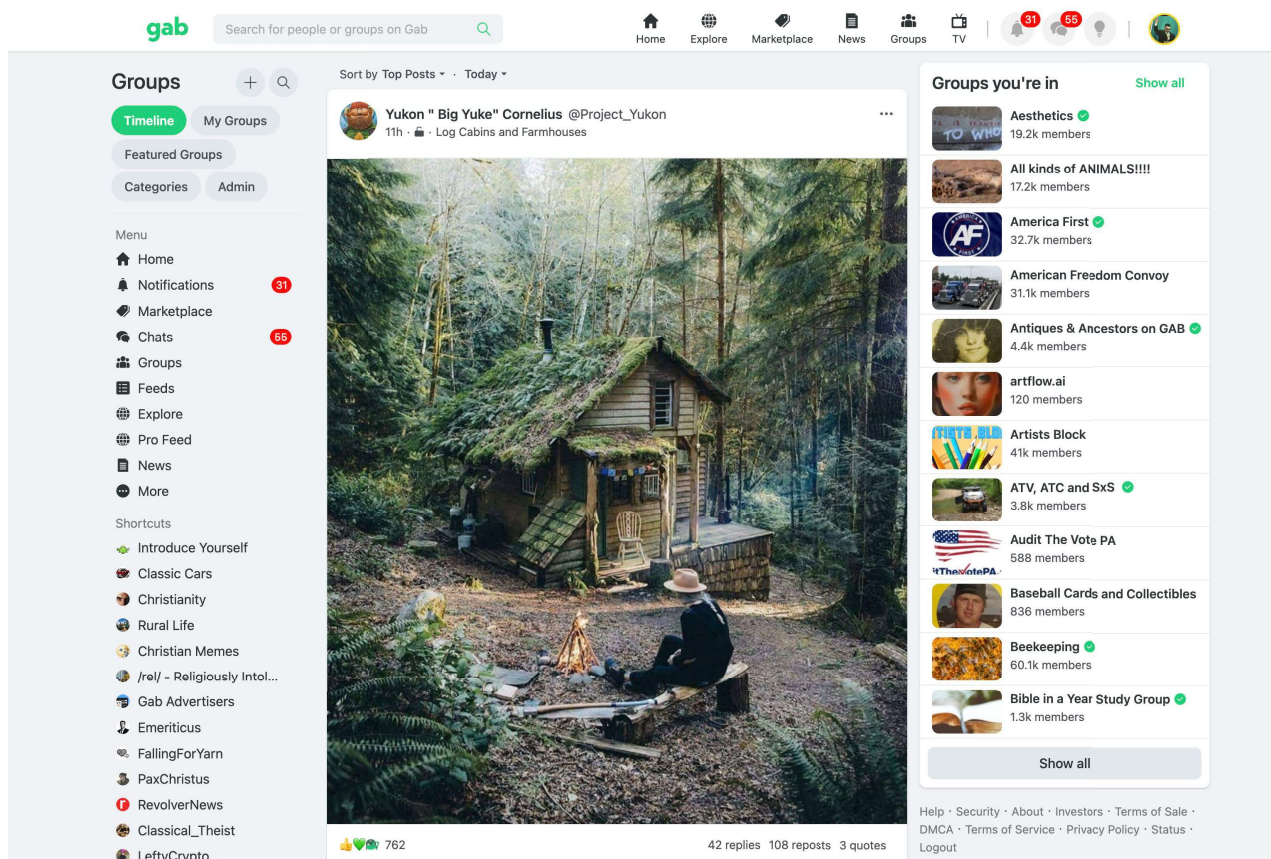 gab
Search for people or groups on Gab
Home
Explore
Marketplace
News
Groups
TV
31
55
Groups
Timeline
My Groups
Featured Groups
Categories
Admin
Menu
Home
Notifications
31
Marketplace
Chats
55
Groups
Feeds
Explore
Pro Feed
News
More
Shortcuts
Introduce Yourself
Classic Cars
Christianity
Rural Life
Christian Memes
/rel/ - Religiously Intol...
Gab Advertisers
Emeriticus
FallingForYarn
PaxChristus
RevolverNews
Classical_Theist
LeftyCrypto
Sort by Top Posts · Today
Yukon " Big Yuke" Cornelius @Project_Yukon
11h · · Log Cabins and Farmhouses
762
42 replies 108 reposts 3 quotes
Groups you're in
Show all
Aesthetics
19.2k members
TO WHO
All kinds of ANIMALS!!!!
17.2k members
America First
32.7k members
AMERICA
AF
FIRST
American Freedom Convoy
31.1k members
Antiques & Ancestors on GAB
4.4k members
artflow.ai
120 members
Artists Block
41k members
ATV, ATC and SxS
3.8k members
Audit The Vote PA
588 members
Baseball Cards and Collectibles
836 members
Beekeeping
60.1k members
Bible in a Year Study Group
1.3k members
Show all
Help · Security · About · Investors · Terms of Sale ·
DMCA · Terms of Service · Privacy Policy · Status ·
Logout